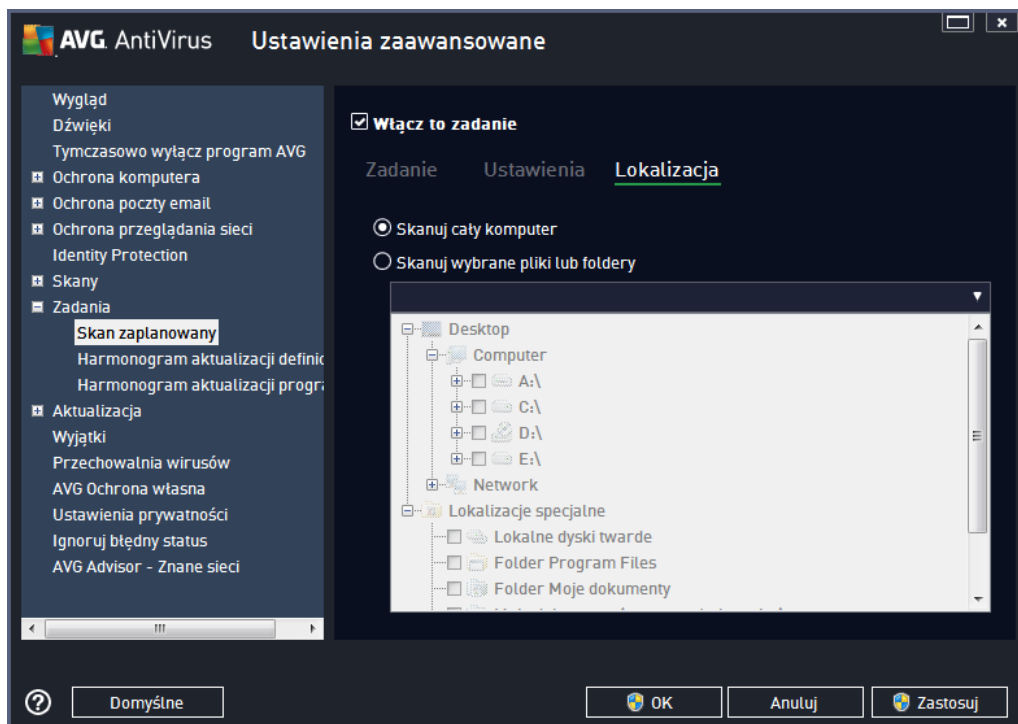 AVG. AntiVirus Ustawienia zaawansowane
Wygląd
Dźwięki
Tymczasowo wyłącz program AVG
Ochrona komputera
Ochrona poczty email
Ochrona przeglądania sieci
Identity Protection
Skany
Zadania
Skan zaplanowany
Harmonogram aktualizacji definic
Harmonogram aktualizacji progra
Aktualizacja
Wyjątki
Przechowalnia wirusów
AVG Ochrona własna
Ustawienia prywatności
Ignoruj błędny status
AVG Advisor - Znane sieci
Włącz to zadanie
Zadanie Ustawienia Lokalizacja
Skanuj cały komputer
Skanuj wybrane pliki lub foldery
Desktop
Computer
A:\
C:\
D:\
E:\
Network
Lokalizacje specjalne
Lokalne dyski twarde
Folder Program Files
Folder Moje dokumenty
Domyślne OK Anuluj Zastosuj